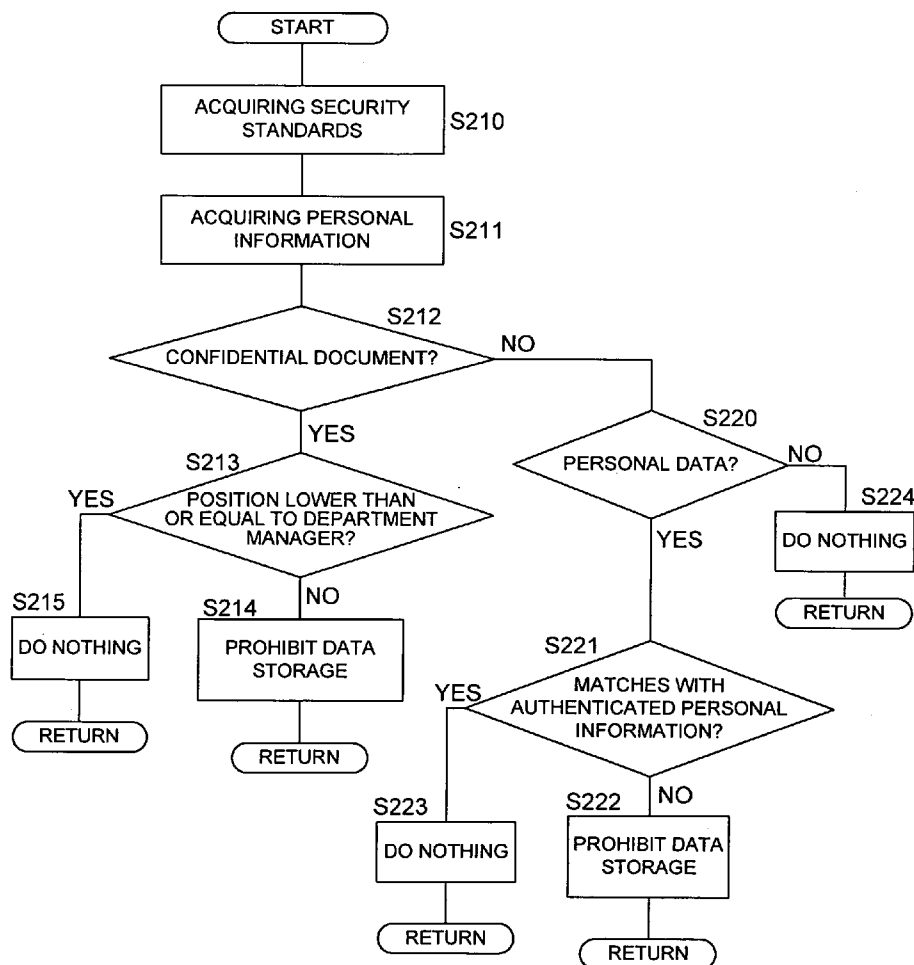 START
ACQUIRING SECURITY
STANDARDS
S210
ACQUIRING PERSONAL
INFORMATION
S211
S212
CONFIDENTIAL DOCUMENT?
NO
YES
S220
PERSONAL DATA?
NO
S213
YES
POSITION LOWER THAN
OR EQUAL TO DEPARTMENT
MANAGER?
NO
S224
DO NOTHING
RETURN
YES
S215
DO NOTHING
RETURN
S214
PROHIBIT DATA
STORAGE
RETURN
S221
YES
MATCHES WITH
AUTHENTICATED PERSONAL
INFORMATION?
NO
S223
DO NOTHING
RETURN
S222
PROHIBIT DATA
STORAGE
RETURN